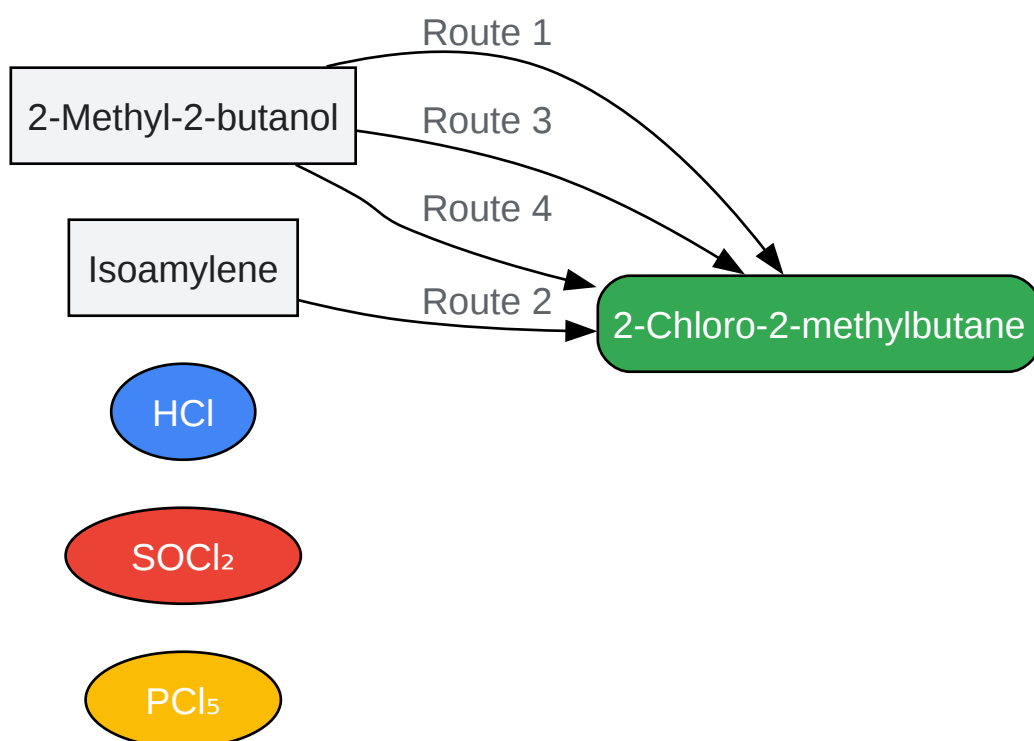 Route 1
2-Methyl-2-butanol
Route 3
Route 4
Isoamylene
Route 2
2-Chloro-2-methylbutane
HCl
SOCl₂
PCl₅